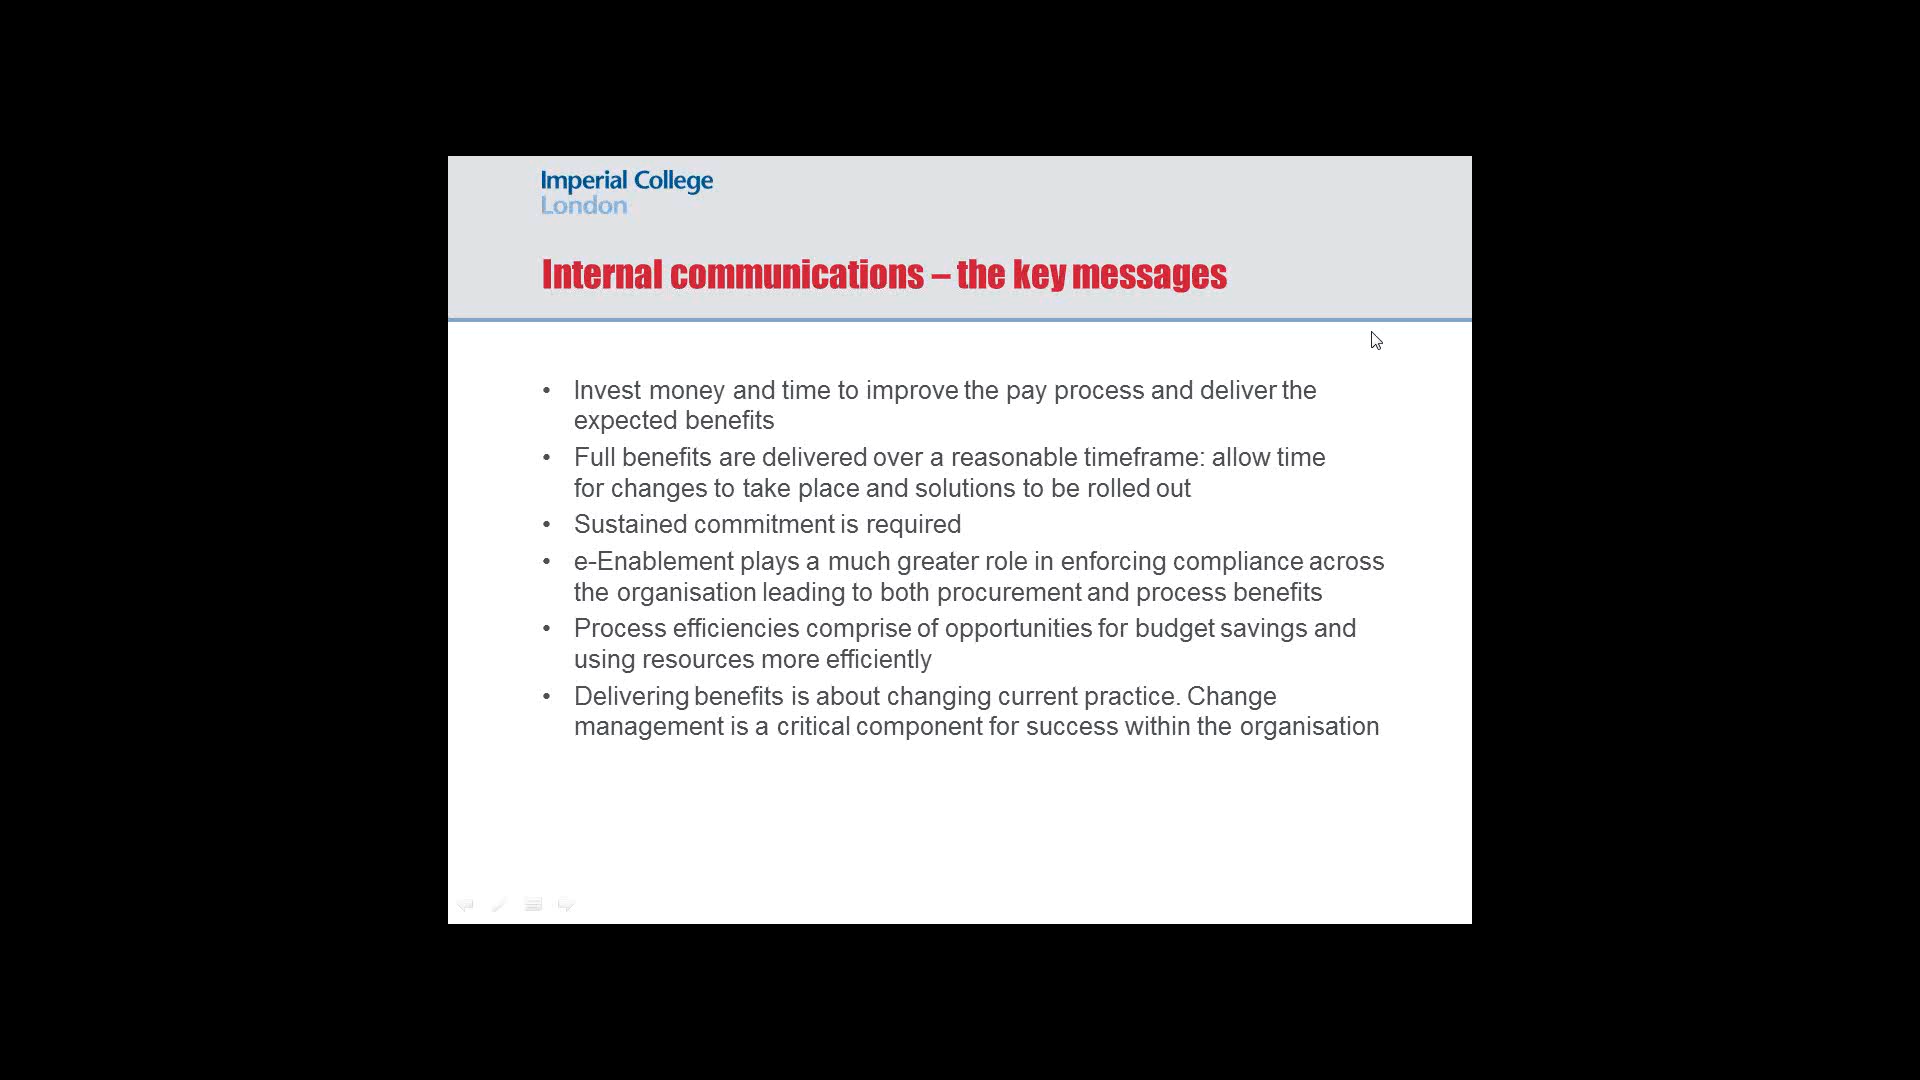 Imperial College
London
Internal communications – the key messages
• Invest money and time to improve the pay process and deliver the
expected benefits
• Full benefits are delivered over a reasonable timeframe: allow time
for changes to take place and solutions to be rolled out
• Sustained commitment is required
• e-Enablement plays a much greater role in enforcing compliance across
the organisation leading to both procurement and process benefits
• Process efficiencies comprise of opportunities for budget savings and
using resources more efficiently
• Delivering benefits is about changing current practice. Change
management is a critical component for success within the organisation